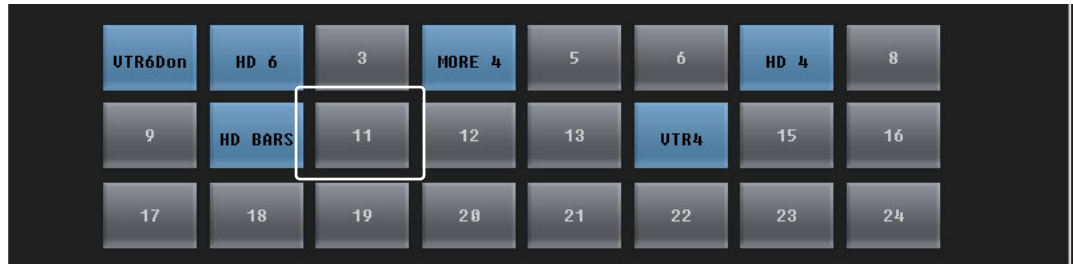 VTR6Don HD 6 3 MORE 4 5 6 HD 4 8
9 HD BARS 11 12 13 VTR4 15 16
17 18 19 20 21 22 23 24